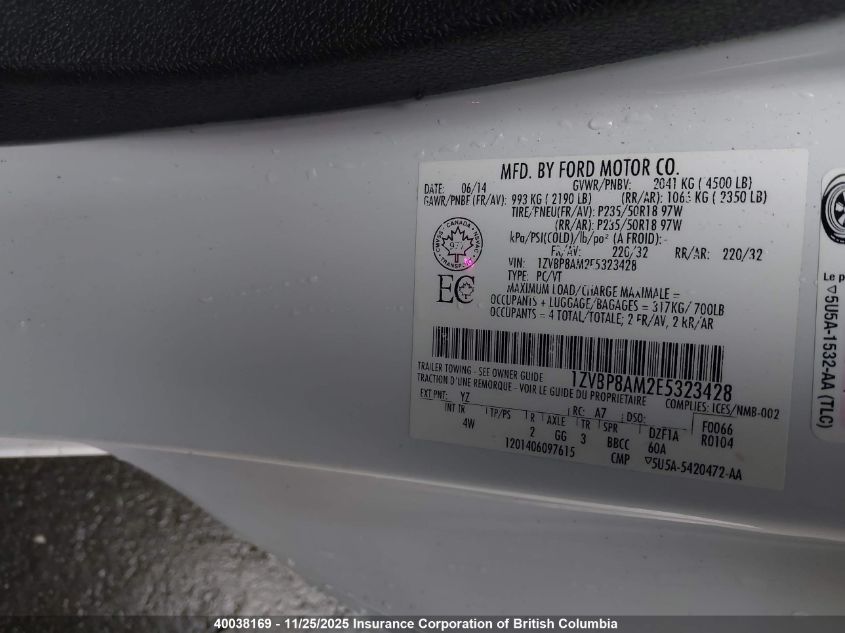 MFD. BY FORD MOTOR CO.
DATE: 06/14 GVWR/PNBV: 2041 KG ( 4500 LB)
GAWR/PNBE (FR/AV): 993 KG ( 2190 LB) (RR/AR): 1063 KG ( 2350 LB)
TIRE/PNEU(FR/AV): P235/50R18 97W
(RR/AR): P235/50R18 97W
kPa/PSI(COLD)/lb/po² (A FROID):-
FR/AV: 220/32 RR/AR: 220/32
VIN: 1ZVBP8AM2E5323428
TYPE: PC/VT
MAXIMUM LOAD/CHARGE MAXIMALE =
OCCUPANTS + LUGGAGE/BAGAGES = 317KG/ 700LB
OCCUPANTS = 4 TOTAL/TOTALE; 2 FR/AV, 2 RR/AR
CANADA
TRANSPORT
EC
1ZVBP8AM2E5323428
TRAILER TOWING - SEE OWNER GUIDE
TRACTION D'UNE REMORQUE - VOIR LE GUIDE DU PROPRIETAIRE
COMPLIES: ICES/NMB-002
EXT PNT: YZ RC: A7 DSO: F0066
INT TR TP/PS R AXLE TR SPR DZF1A R0104
4W 2 GG 3 BBCC 60A
1201406097615 CMP ▽5U5A-5420472-AA
Le p
▽5U5A-1532-AA (TLC)
40038169 - 11/25/2025 Insurance Corporation of British Columbia